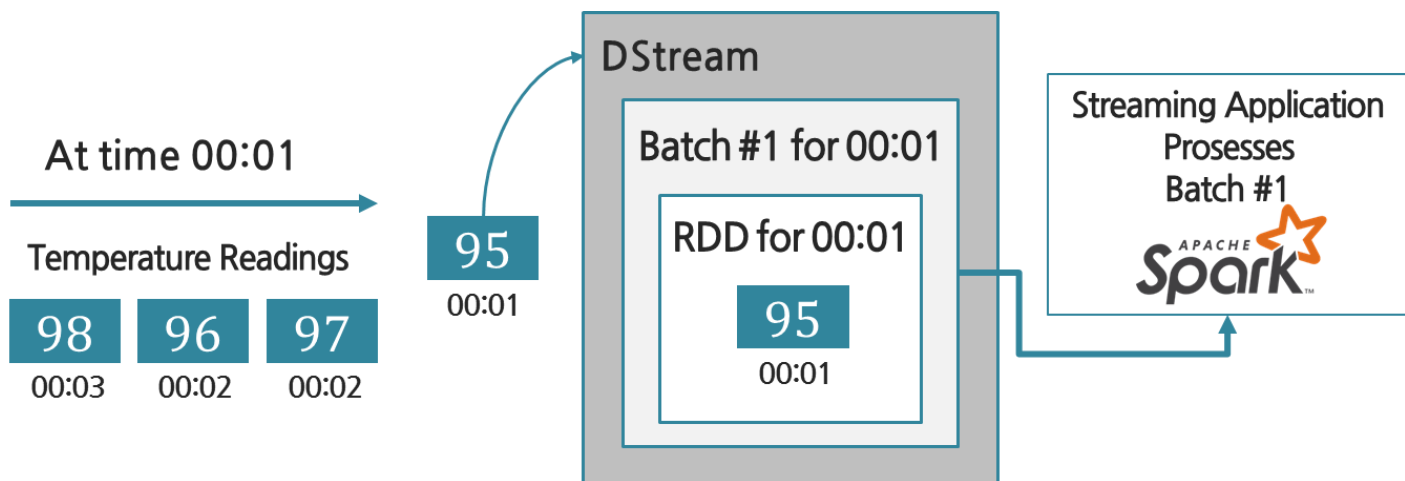 At time 00:01
Temperature Readings
98
96
97
00:03
00:02
00:02
95
00:01
DStream
Batch #1 for 00:01
RDD for 00:01
95
00:01
Streaming Application
Prosesses
Batch #1
APACHE
Spark™